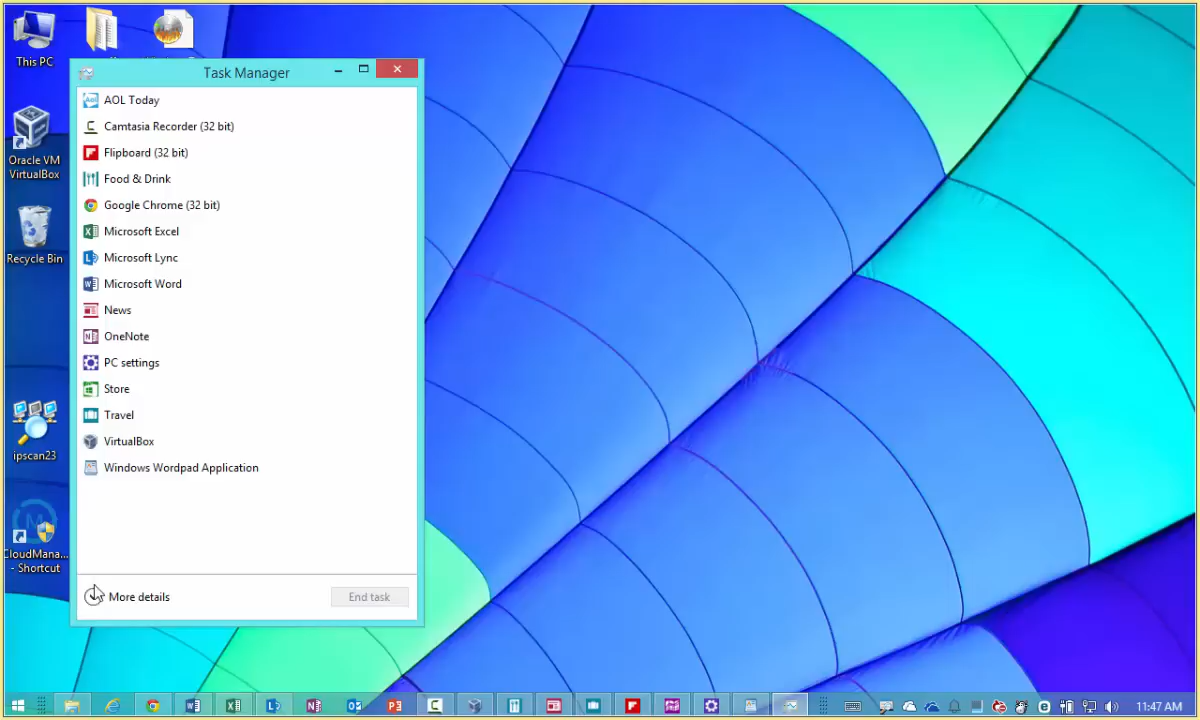 This PC
Task Manager
AOL Today
Camtasia Recorder (32 bit)
Flipboard (32 bit)
Food & Drink
Google Chrome (32 bit)
Microsoft Excel
Microsoft Lync
Microsoft Word
News
OneNote
PC settings
Store
Travel
VirtualBox
Windows Wordpad Application
More details
End task
Oracle VM
VirtualBox
Recycle Bin
ipscan23
CloudMana...
- Shortcut
11:47 AM